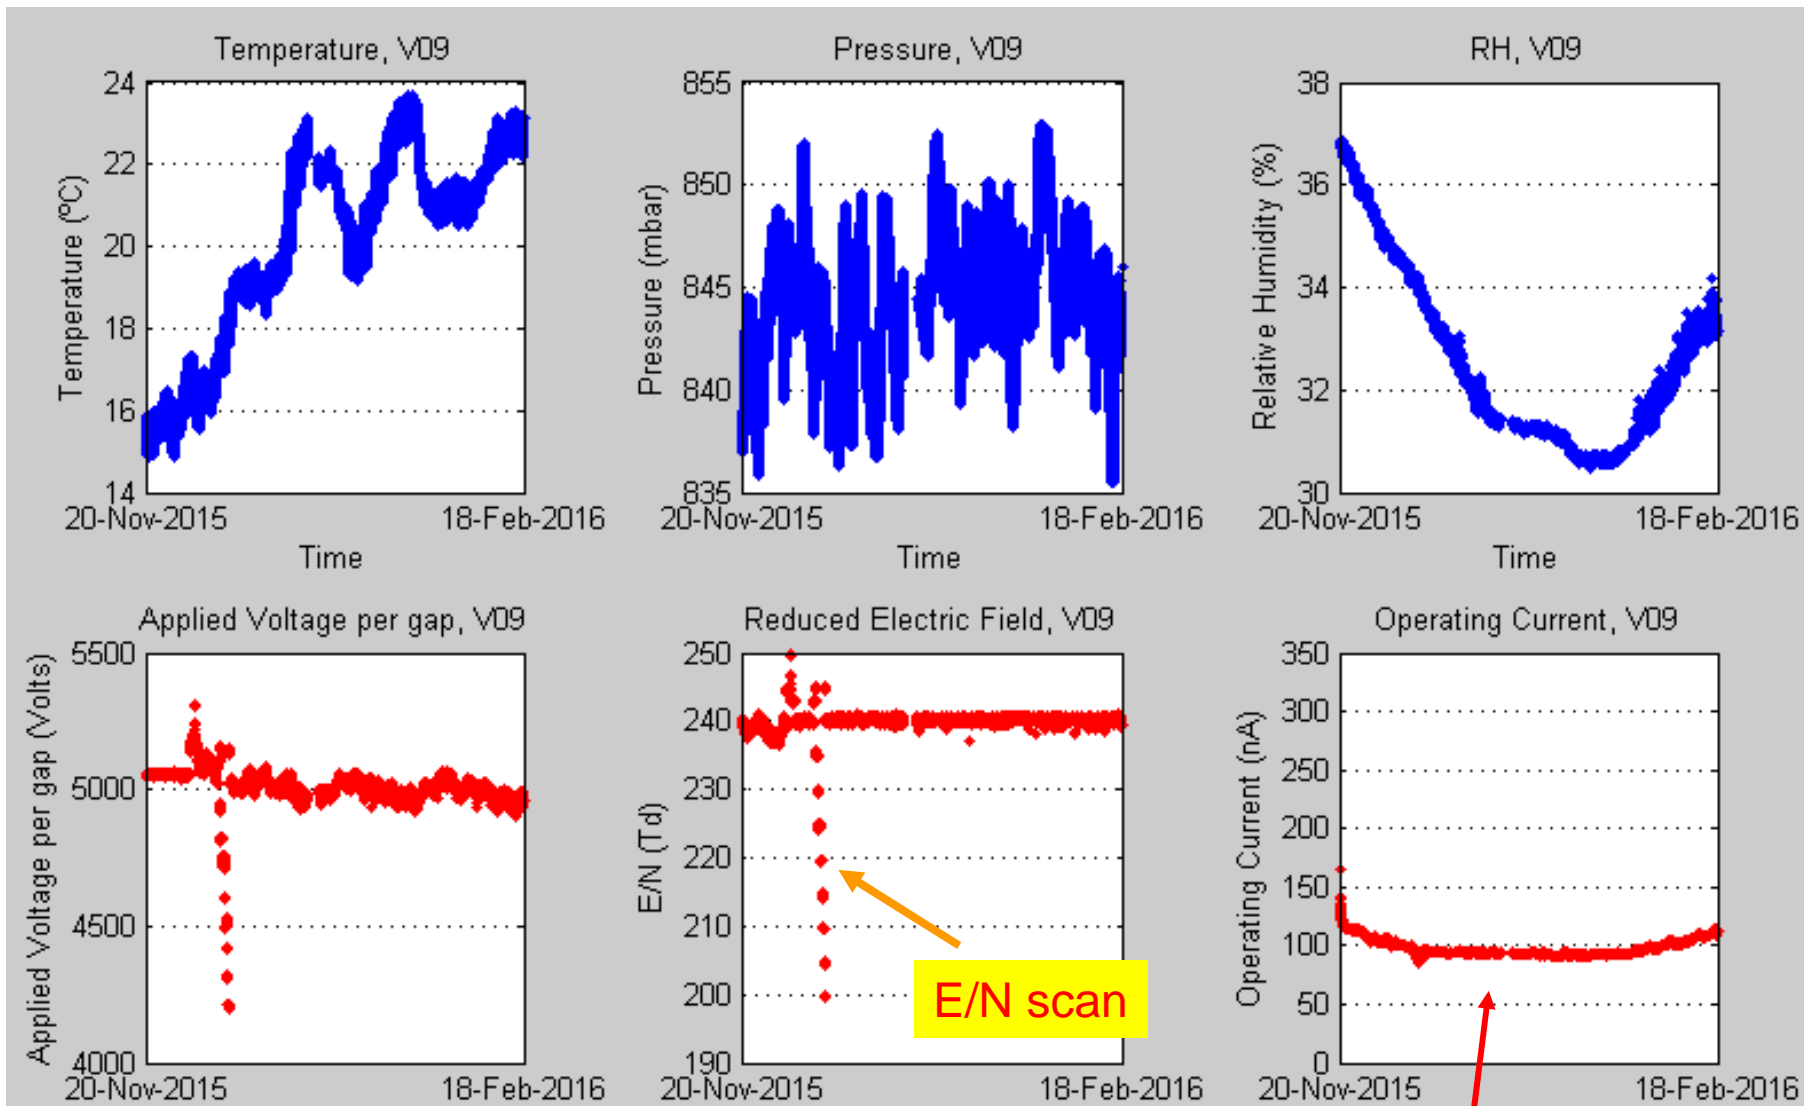 Temperature, V09
24
22
20
18
16
14
Temperature (ºC)
20-Nov-2015
18-Feb-2016
Time
Pressure, V09
855
850
845
840
835
Pressure (mbar)
20-Nov-2015
18-Feb-2016
Time
RH, V09
38
36
34
32
30
Relative Humidity (%)
20-Nov-2015
18-Feb-2016
Time
Applied Voltage per gap, V09
5500
5000
4500
4000
Applied Voltage per gap (Volts)
20-Nov-2015
18-Feb-2016
Reduced Electric Field, V09
250
240
230
220
210
200
190
E/N (Td)
E/N scan
20-Nov-2015
18-Feb-2016
Operating Current, V09
350
300
250
200
150
100
50
0
Operating Current (nA)
20-Nov-2015
18-Feb-2016